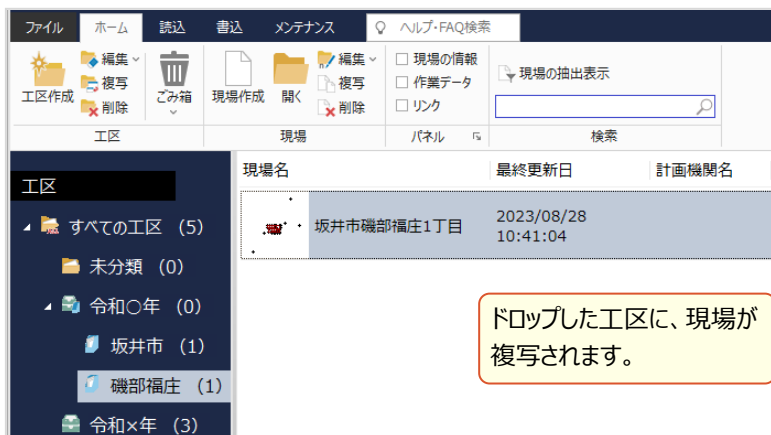 ファイル ホーム 読込 書込 メンテナンス ヘルプ・FAQ検索
工区作成
編集
複写
削除
ごみ箱
工区
現場作成
開く
編集
複写
削除
現場
現場の情報
作業データ
リンク
パネル
現場の抽出表示
検索
工区
すべての工区 (5)
未分類 (0)
令和○年 (0)
坂井市 (1)
磯部福庄 (1)
令和×年 (3)
現場名 最終更新日 計画機関名
坂井市磯部福庄1丁目
2023/08/28
10:41:04
ドロップした工区に、現場が
複写されます。